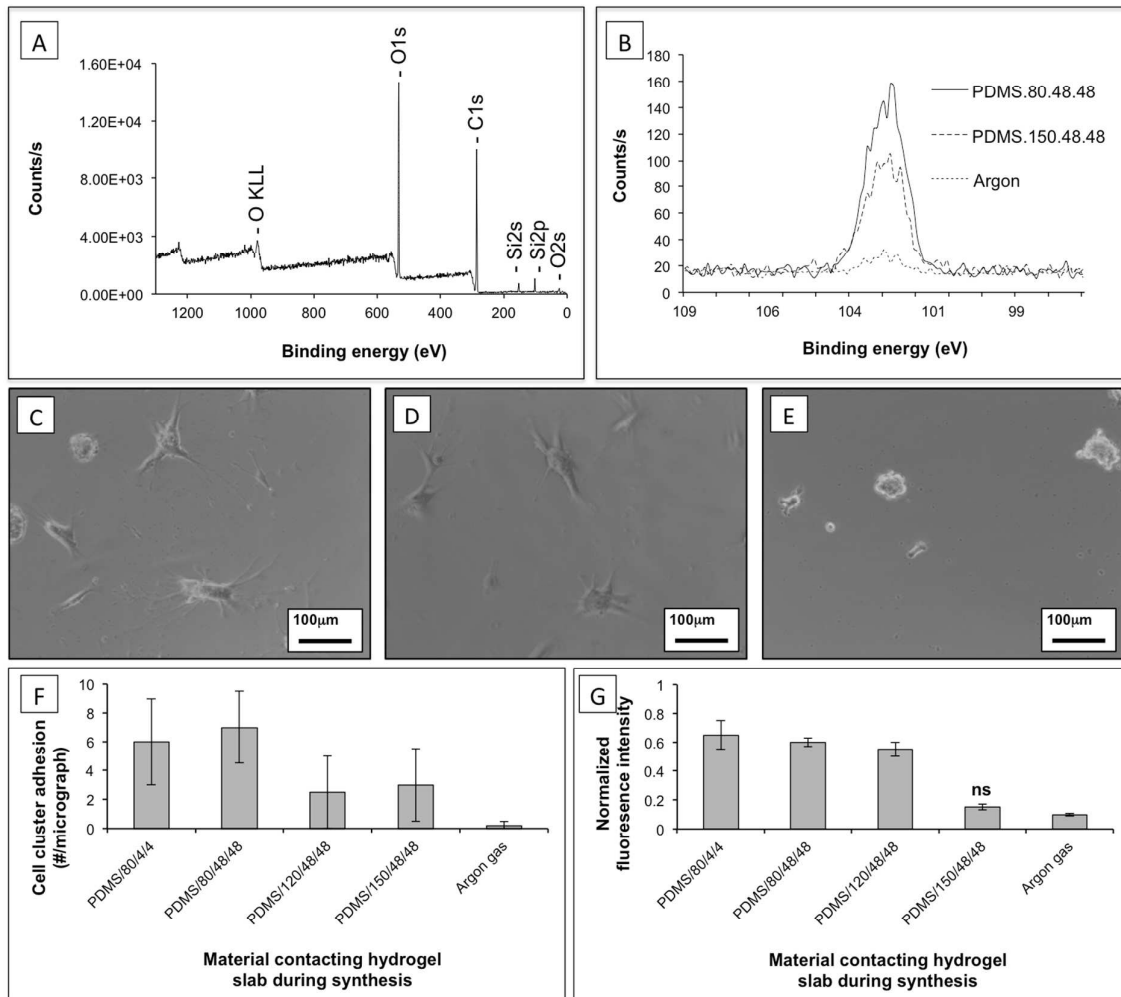 A
1.60E+04
1.20E+04
8.00E+03
4.00E+03
0.00E+00
Counts/s
O KLL
O1s
C1s
Si2s
Si2p
O2s
1200 1000 800 600 400 200 0
Binding energy (eV)
B
180
160
140
120
100
80
60
40
20
0
Counts/s
PDMS.80.48.48
PDMS.150.48.48
Argon
109 106 104 101 99
Binding energy (eV)
C
100µm
D
100µm
E
100µm
F
10
8
6
4
2
0
Cell cluster adhesion
(#/micrograph)
PDMS/80/4/4
PDMS/80/48/48
PDMS/120/48/48
PDMS/150/48/48
Argon gas
Material contacting hydrogel
slab during synthesis
G
1
0.8
0.6
0.4
0.2
0
Normalized
fluoresence intensity
ns
PDMS/80/4/4
PDMS/80/48/48
PDMS/120/48/48
PDMS/150/48/48
Argon gas
Material contacting hydrogel
slab during synthesis